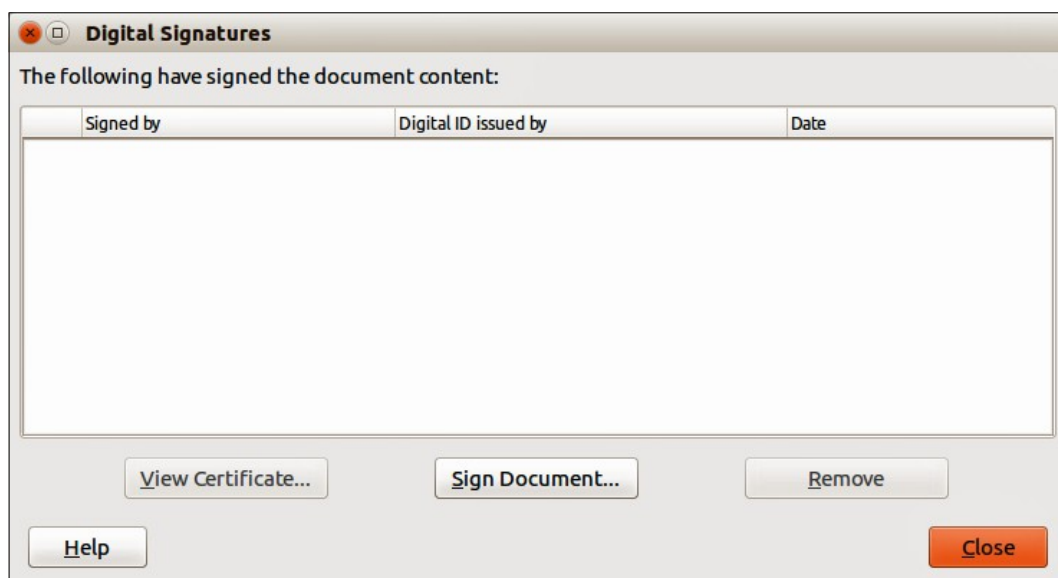 Digital Signatures
The following have signed the document content:
Signed by Digital ID issued by Date
View Certificate... Sign Document... Remove
Help Close